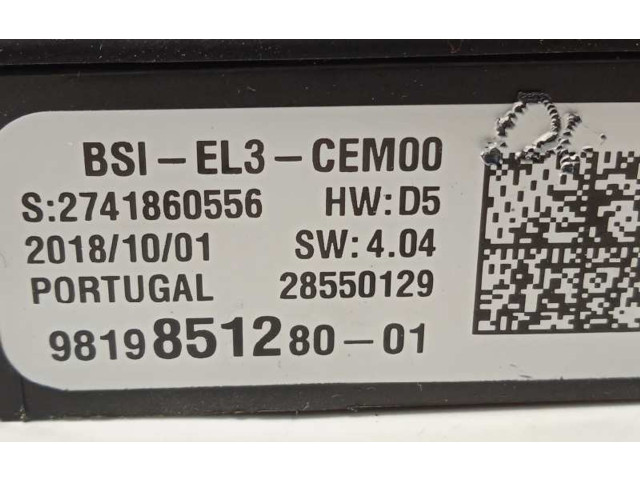 BSI-EL3-CEM00
S:2741860556 HW:D5
2018/10/01 SW:4.04
PORTUGAL 28550129
9819851280-01